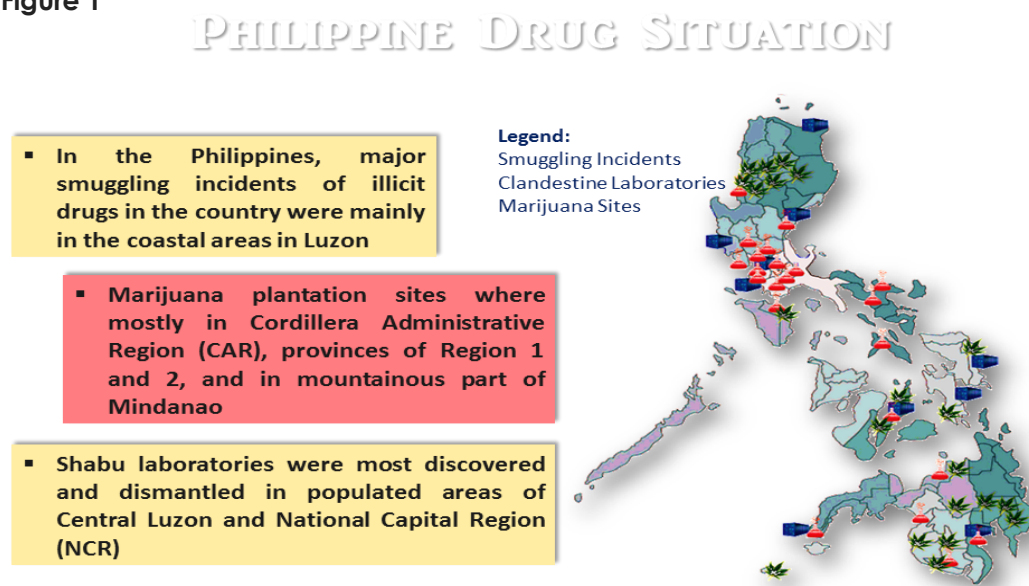 Figure 1
PHILIPPINE DRUG SITUATION
▪ In the Philippines, major
smuggling incidents of illicit
drugs in the country were mainly
in the coastal areas in Luzon
Legend:
Smuggling Incidents
Clandestine Laboratories
Marijuana Sites
▪ Marijuana plantation sites where
mostly in Cordillera Administrative
Region (CAR), provinces of Region 1
and 2, and in mountainous part of
Mindanao
▪ Shabu laboratories were most discovered
and dismantled in populated areas of
Central Luzon and National Capital Region
(NCR)